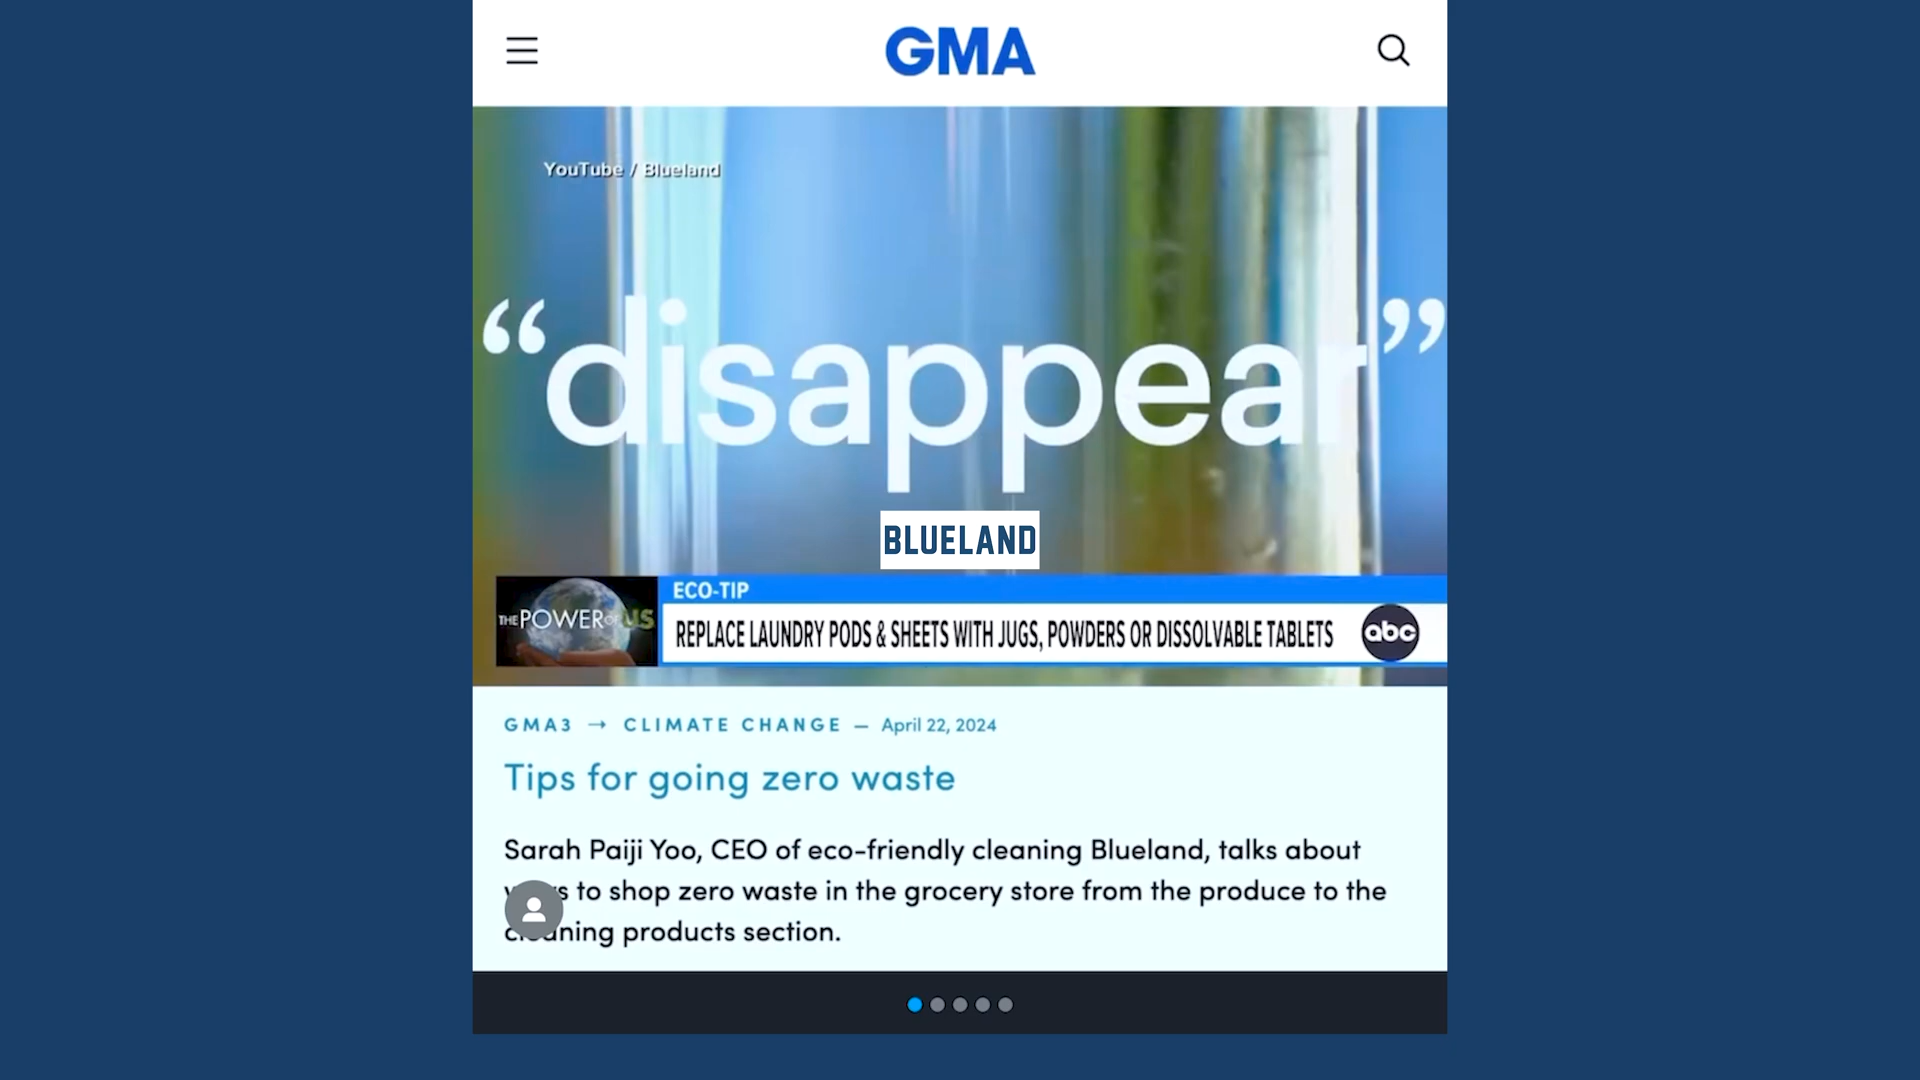 GMA
YouTube / Blueland
“disappear”
BLUELAND
ECO-TIP
THE POWER OF US
REPLACE LAUNDRY PODS & SHEETS WITH JUGS, POWDERS OR DISSOLVABLE TABLETS
abc
GMA3 → CLIMATE CHANGE — April 22, 2024
Tips for going zero waste
Sarah Paiji Yoo, CEO of eco-friendly cleaning Blueland, talks about
ways to shop zero waste in the grocery store from the produce to the
cleaning products section.